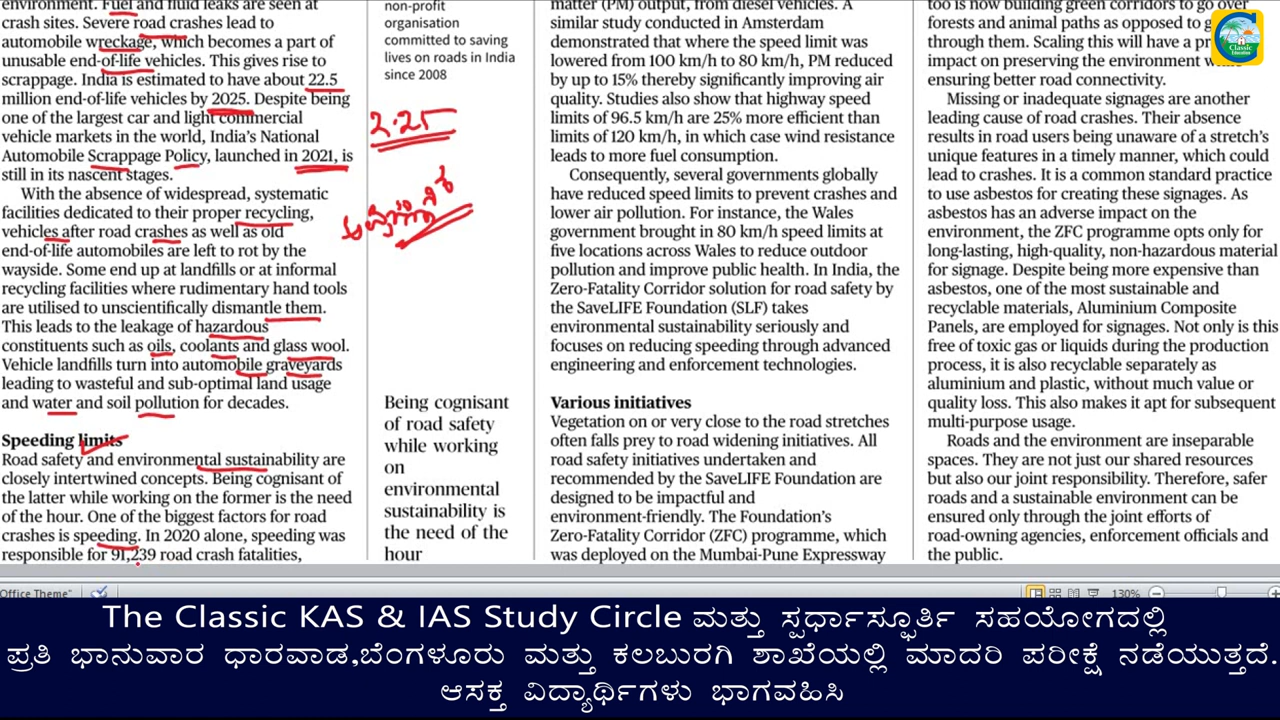 environment. Fuel and fluid leaks are seen at
crash sites. Severe road crashes lead to
automobile wreckage, which becomes a part of
unusable end-of-life vehicles. This gives rise to
scrappage. India is estimated to have about 22.5
million end-of-life vehicles by 2025. Despite being
one of the largest car and light commercial
vehicle markets in the world, India’s National
Automobile Scrappage Policy, launched in 2021, is
still in its nascent stages.
With the absence of widespread, systematic
facilities dedicated to their proper recycling,
vehicles after road crashes as well as old
end-of-life automobiles are left to rot by the
wayside. Some end up at landfills or at informal
recycling facilities where rudimentary hand tools
are utilised to unscientifically dismantle them.
This leads to the leakage of hazardous
constituents such as oils, coolants and glass wool.
Vehicle landfills turn into automobile graveyards
leading to wasteful and sub-optimal land usage
and water and soil pollution for decades.
Speeding limits
Road safety and environmental sustainability are
closely intertwined concepts. Being cognisant of
the latter while working on the former is the need
of the hour. One of the biggest factors for road
crashes is speeding. In 2020 alone, speeding was
responsible for 91,239 road crash fatalities,
non-profit
organisation
committed to saving
lives on roads in India
since 2008
2.25
Being cognisant
of road safety
while working
on
environmental
sustainability is
the need of the
hour
matter (PM) output, from diesel vehicles. A
similar study conducted in Amsterdam
demonstrated that where the speed limit was
lowered from 100 km/h to 80 km/h, PM reduced
by up to 15% thereby significantly improving air
quality. Studies also show that highway speed
limits of 96.5 km/h are 25% more efficient than
limits of 120 km/h, in which case wind resistance
leads to more fuel consumption.
Consequently, several governments globally
have reduced speed limits to prevent crashes and
lower air pollution. For instance, the Wales
government brought in 80 km/h speed limits at
five locations across Wales to reduce outdoor
pollution and improve public health. In India, the
Zero-Fatality Corridor solution for road safety by
the SaveLIFE Foundation (SLF) takes
environmental sustainability seriously and
focuses on reducing speeding through advanced
engineering and enforcement technologies.
Various initiatives
Vegetation on or very close to the road stretches
often falls prey to road widening initiatives. All
road safety initiatives undertaken and
recommended by the SaveLIFE Foundation are
designed to be impactful and
environment-friendly. The Foundation’s
Zero-Fatality Corridor (ZFC) programme, which
was deployed on the Mumbai-Pune Expressway
too is now building green corridors to go over
forests and animal paths as opposed to g
through them. Scaling this will have a pr
impact on preserving the environment w
ensuring better road connectivity.
Missing or inadequate signages are another
leading cause of road crashes. Their absence
results in road users being unaware of a stretch’s
unique features in a timely manner, which could
lead to crashes. It is a common standard practice
to use asbestos for creating these signages. As
asbestos has an adverse impact on the
environment, the ZFC programme opts only for
long-lasting, high-quality, non-hazardous material
for signage. Despite being more expensive than
asbestos, one of the most sustainable and
recyclable materials, Aluminium Composite
Panels, are employed for signages. Not only is this
free of toxic gas or liquids during the production
process, it is also recyclable separately as
aluminium and plastic, without much value or
quality loss. This also makes it apt for subsequent
multi-purpose usage.
Roads and the environment are inseparable
spaces. They are not just our shared resources
but also our joint responsibility. Therefore, safer
roads and a sustainable environment can be
ensured only through the joint efforts of
road-owning agencies, enforcement officials and
the public.
Classic
Education
Office Theme"
130%
The Classic KAS & IAS Study Circle ಮತ್ತು ಸ್ಪರ್ಧಾಸ್ಫೂರ್ತಿ ಸಹಯೋಗದಲ್ಲಿ
ಪ್ರತಿ ಭಾನುವಾರ ಧಾರವಾಡ,ಬೆಂಗಳೂರು ಮತ್ತು ಕಲಬುರಗಿ ಶಾಖೆಯಲ್ಲಿ ಮಾದರಿ ಪರೀಕ್ಷೆ ನಡೆಯುತ್ತದೆ.
ಆಸಕ್ತ ವಿದ್ಯಾರ್ಥಿಗಳು ಭಾಗವಹಿಸಿ